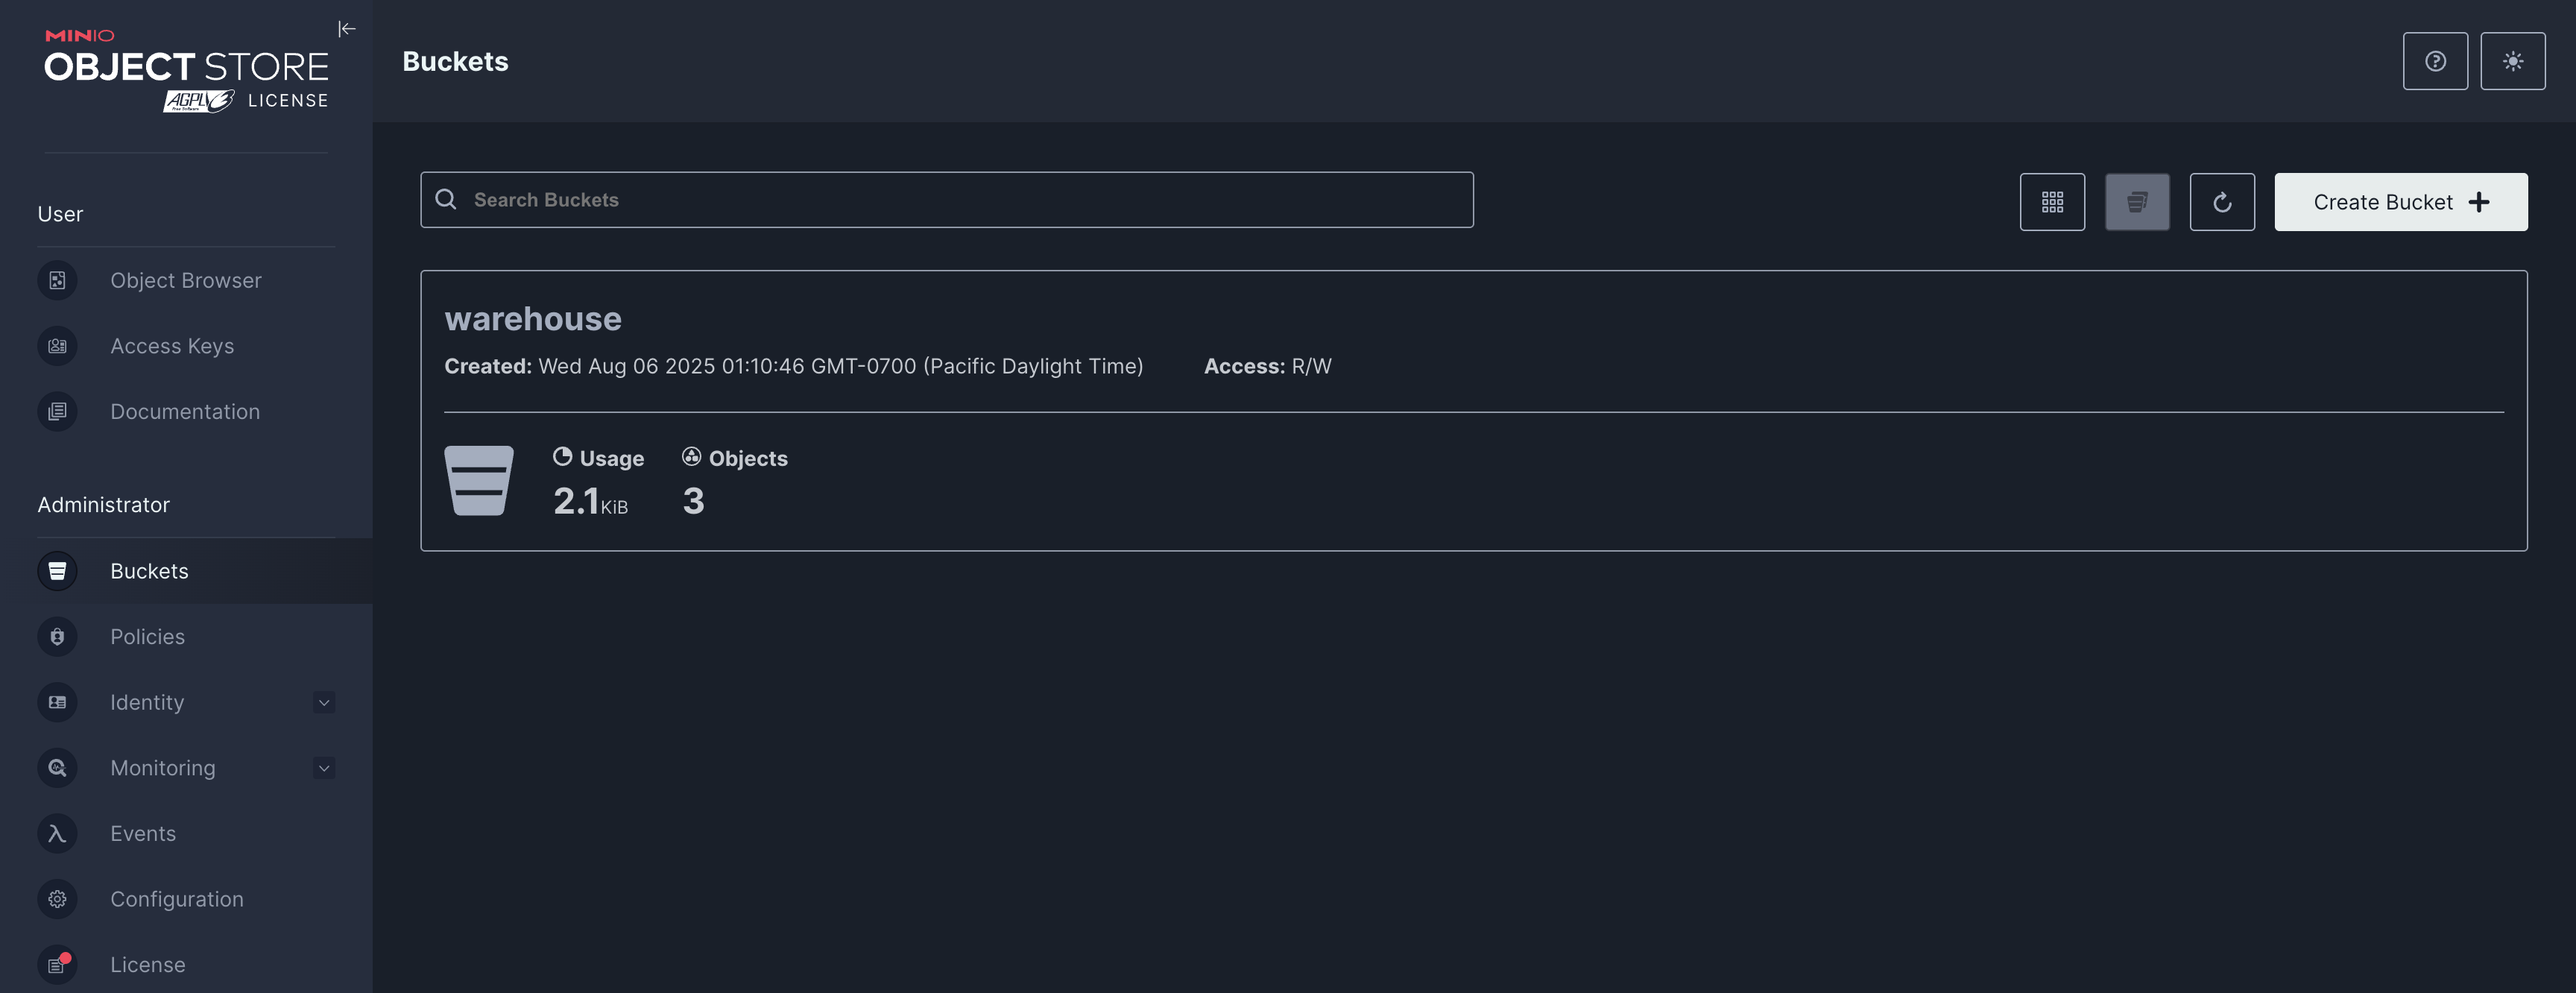 MINIO
OBJECT STORE
AGPLv3 LICENSE
Free Software
User
Object Browser
Access Keys
Documentation
Administrator
Buckets
Policies
Identity
Monitoring
Events
Configuration
License
Buckets
Search Buckets
Create Bucket
warehouse
Created: Wed Aug 06 2025 01:10:46 GMT-0700 (Pacific Daylight Time) Access: R/W
Usage Objects
2.1KiB 3